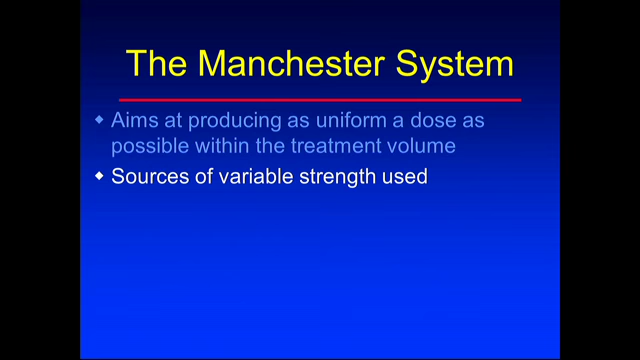 The Manchester System
Aims at producing as uniform a dose as
possible within the treatment volume
Sources of variable strength used